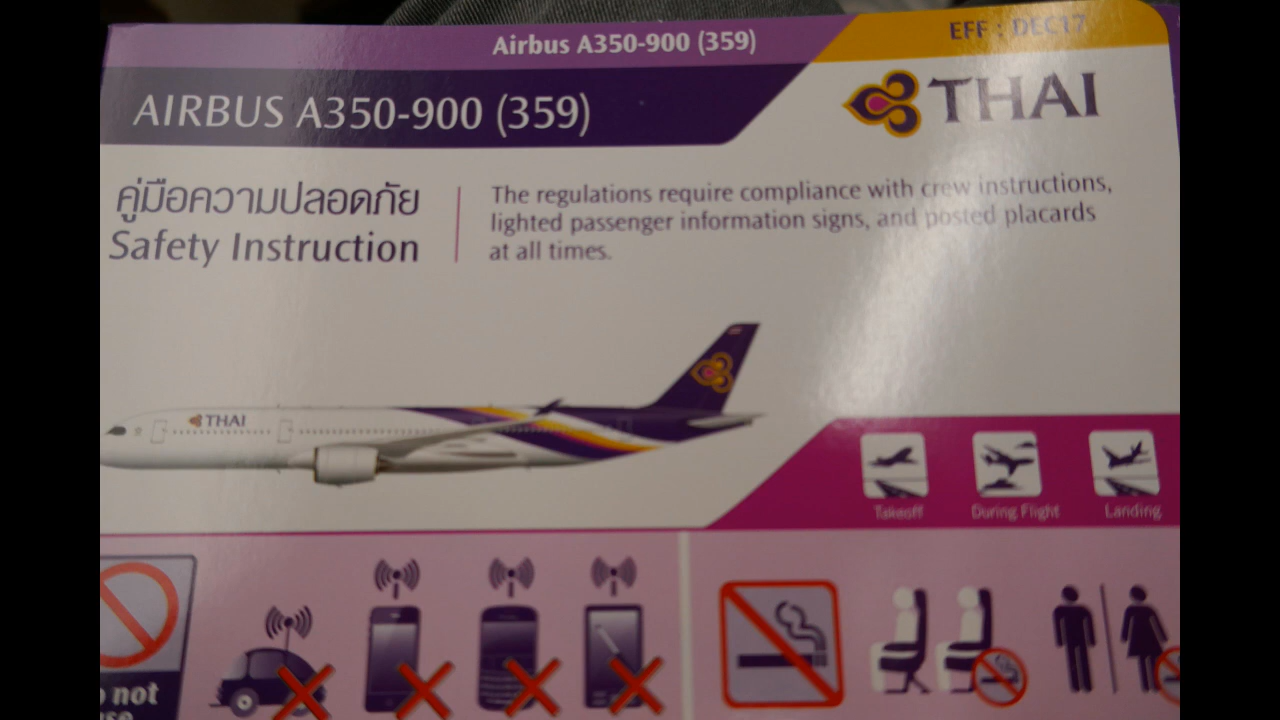 Airbus A350-900 (359)
EFF : DEC17
AIRBUS A350-900 (359)
THAI
คู่มือความปลอดภัย
Safety Instruction
The regulations require compliance with crew instructions,
lighted passenger information signs, and posted placards
at all times.
THAI
Takeoff
During Flight
Landing
not